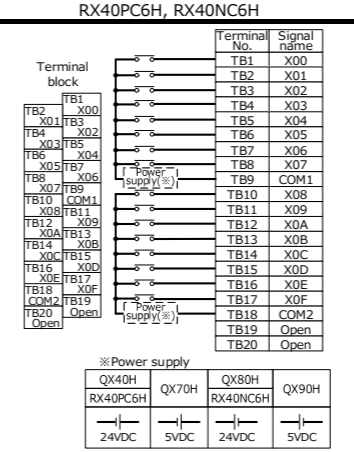 RX40PC6H, RX40NC6H
Terminal block
TB1 X00
TB2 X01
TB3 X02
TB4 X03
TB5 X04
TB6 X05
TB7 X06
TB8 X07
TB9 COM1
TB10 X08
TB11 X09
TB12 X0A
TB13 X0B
TB14 X0C
TB15 X0D
TB16 X0E
TB17 X0F
TB18 COM2
TB19 Open
TB20 Open
Power supply(※)
Power supply(※)
Terminal No. Signal name
TB1 X00
TB2 X01
TB3 X02
TB4 X03
TB5 X04
TB6 X05
TB7 X06
TB8 X07
TB9 COM1
TB10 X08
TB11 X09
TB12 X0A
TB13 X0B
TB14 X0C
TB15 X0D
TB16 X0E
TB17 X0F
TB18 COM2
TB19 Open
TB20 Open
※Power supply
QX40H QX70H QX80H QX90H
RX40PC6H RX40NC6H
24VDC 5VDC 24VDC 5VDC